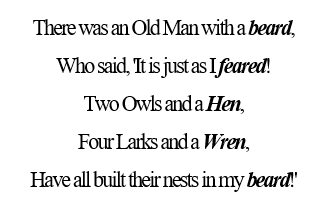 There was an Old Man with a beard,
Who said, 'It is just as I feared!
Two Owls and a Hen,
Four Larks and a Wren,
Have all built their nests in my beard!'